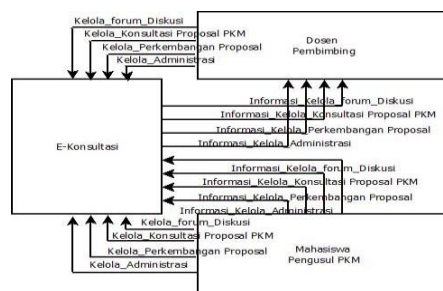 Kelola_forum_Diskusi
Kelola_Konsultasi Proposal PKM
Kelola_Perkembangan Proposal
Kelola_Administrasi
Dosen
Pembimbing
Informasi_Kelola_forum_Diskusi
Informasi_Kelola_Konsultasi Proposal PKM
Informasi_Kelola_Perkembangan Proposal
Informasi_Kelola_Administrasi
E-Konsultasi
Informasi_Kelola_forum_Diskusi
Informasi_Kelola_Konsultasi Proposal PKM
Informasi_Kelola_Perkembangan Proposal
Informasi_Kelola_Administrasi
Kelola_forum_Diskusi
Kelola_Konsultasi Proposal PKM
Kelola_Perkembangan Proposal
Kelola_Administrasi
Mahasiswa
Pengusul PKM